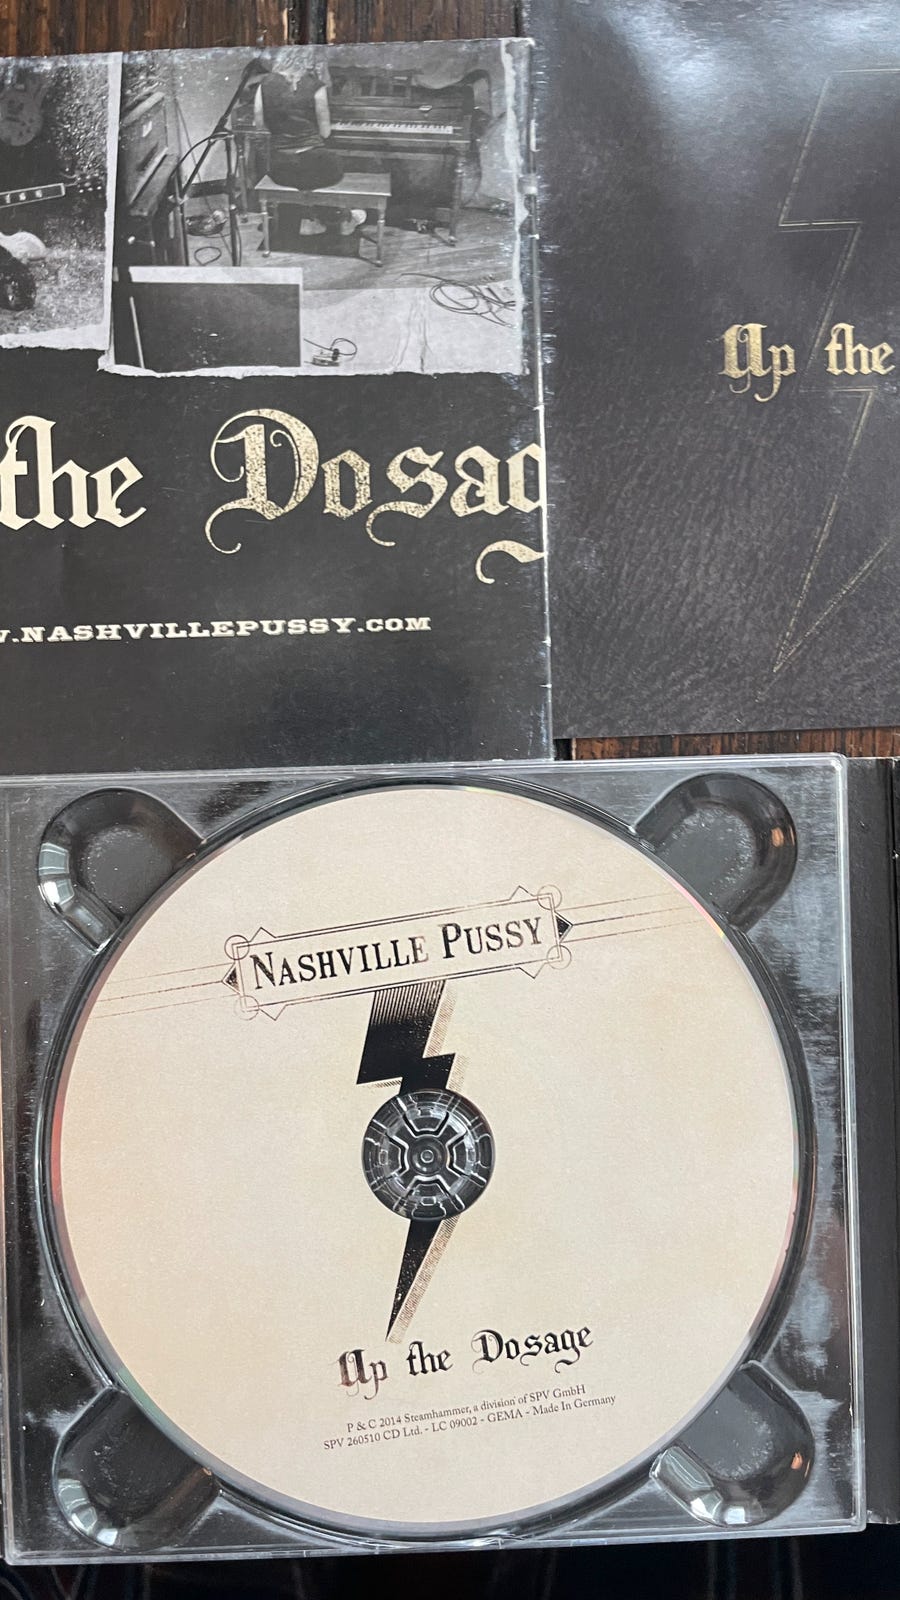 the Dosag
.NASHVILLEPUSSY.COM
Up the
NASHVILLE PUSSY
Up the Dosage
P & C 2014 Steamhammer, a division of SPV GmbH
SPV 260510 CD Ltd. - LC 09002 - GEMA - Made In Germany